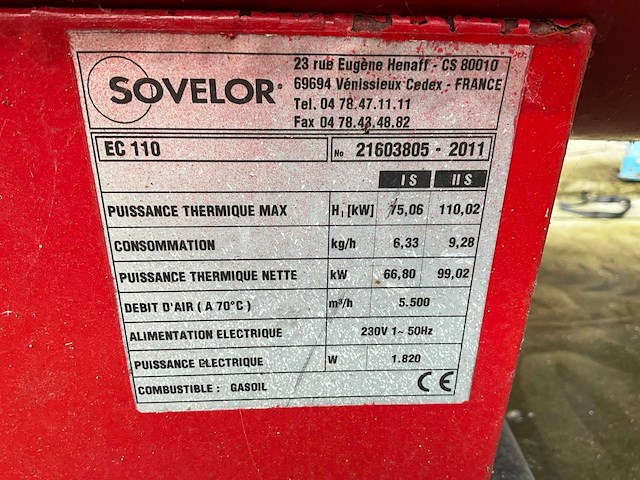 SOVELOR®
23 rue Eugène Henaff - CS 80010
69694 Vénissieux Cedex - FRANCE
Tel. 04 78.47.11.11
Fax 04 78.43.48.82
EC 110 No 21603805 - 2011
I S II S
PUISSANCE THERMIQUE MAX Hi [kW] 75,06 110,02
CONSOMMATION kg/h 6,33 9,28
PUISSANCE THERMIQUE NETTE kW 66,80 99,02
DEBIT D'AIR ( A 70°C ) m³/h 5.500
ALIMENTATION ELECTRIQUE 230V 1~ 50Hz
PUISSANCE ELECTRIQUE W 1.820
COMBUSTIBLE : GASOIL CE